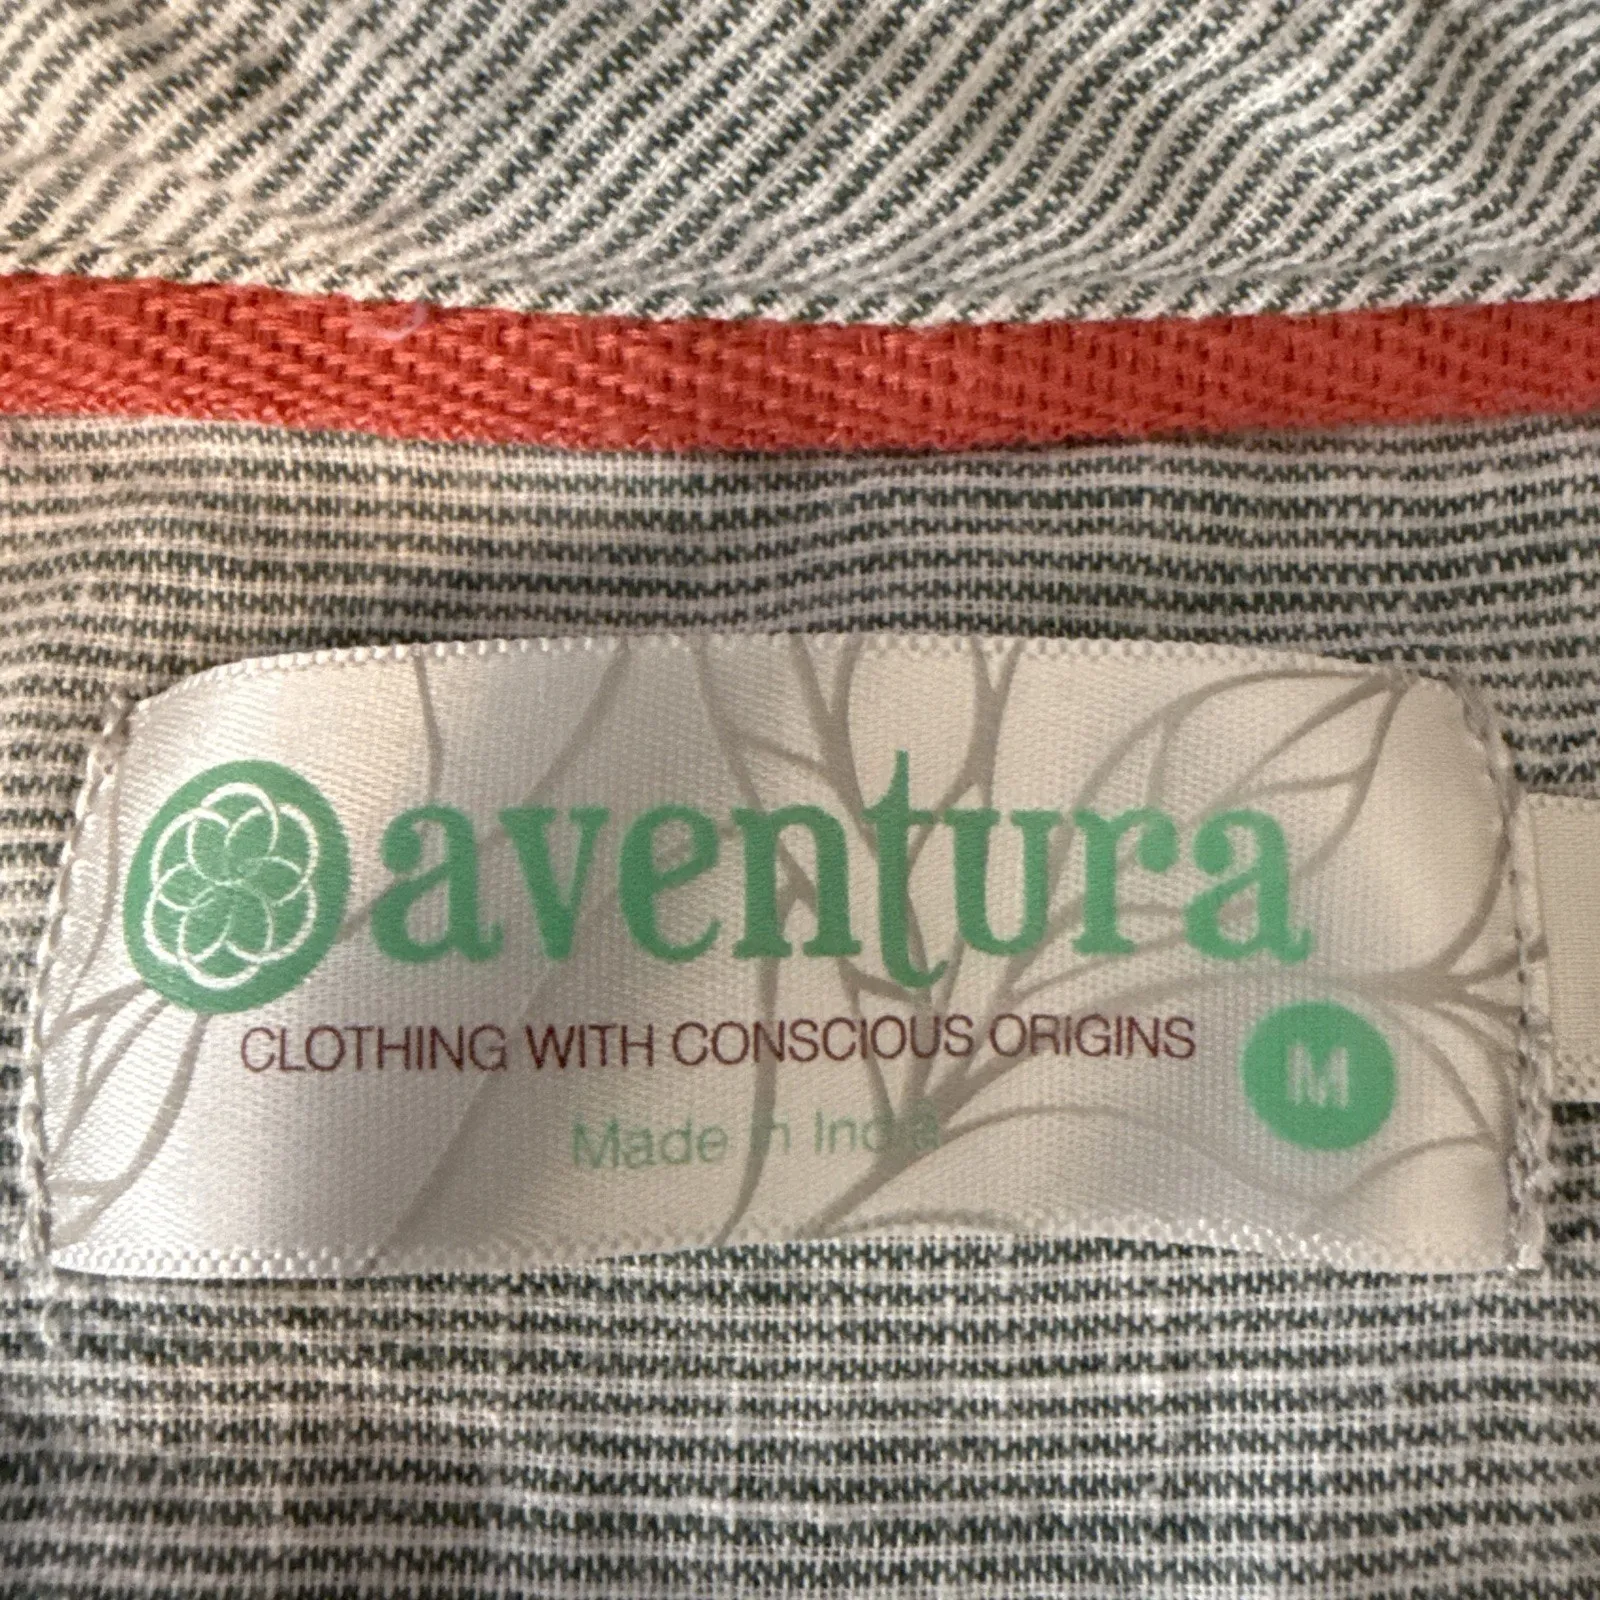 aventura
CLOTHING WITH CONSCIOUS ORIGINS
M
Made in India